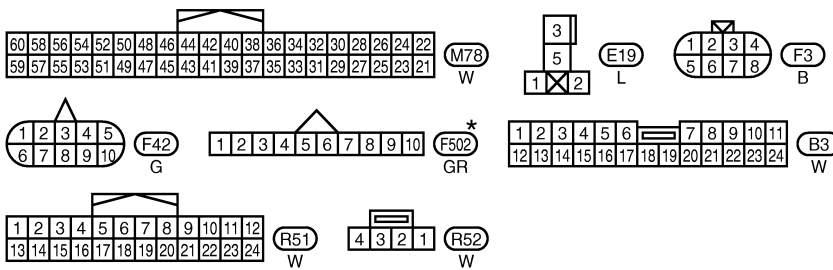 60 58 56 54 52 50 48 46 44 42 40 38 36 34 32 30 28 26 24 22
59 57 55 53 51 49 47 45 43 41 39 37 35 33 31 29 27 25 23 21
M78
W
3
5
1 2
E19
L
1 2 3 4
5 6 7 8
F3
B
1 2 3 4 5
6 7 8 9 10
F42
G
1 2 3 4 5 6 7 8 9 10
*
F502
GR
1 2 3 4 5 6 7 8 9 10 11
12 13 14 15 16 17 18 19 20 21 22 23 24
B3
W
1 2 3 4 5 6 7 8 9 10 11 12
13 14 15 16 17 18 19 20 21 22 23 24
R51
W
4 3 2 1
R52
W